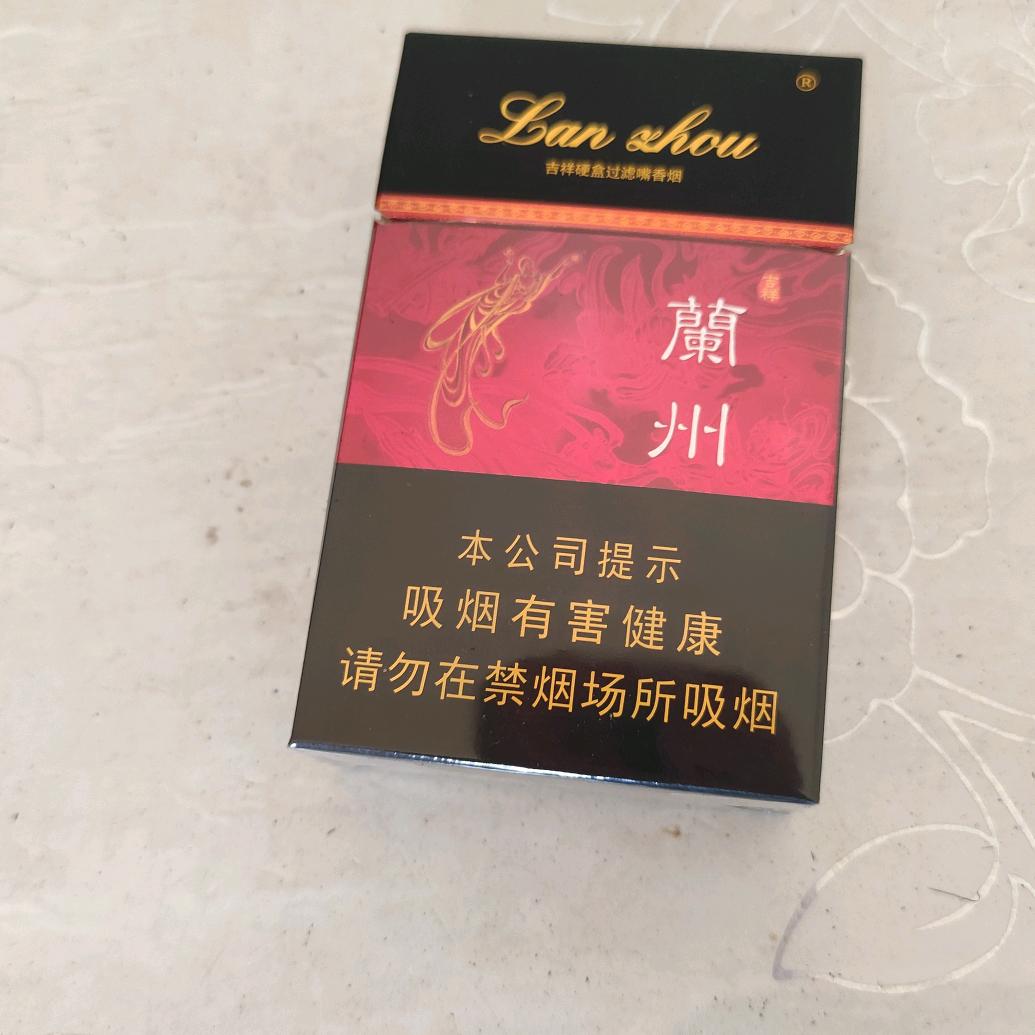 ®
Lan zhou
吉祥硬盒过滤嘴香烟
吉祥
蘭州
本公司提示
吸烟有害健康
请勿在禁烟场所吸烟